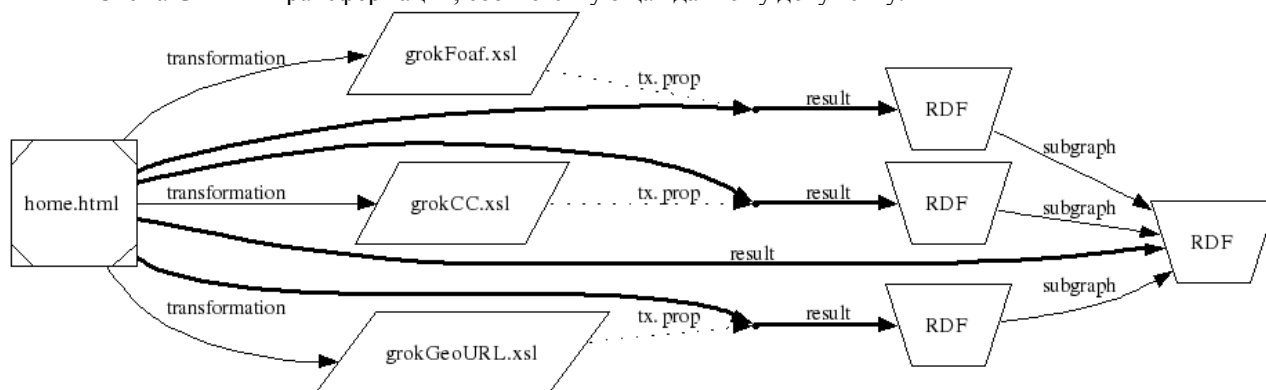 transformation
grokFoaf.xsl
tx. prop
result
RDF
subgraph
home.html
transformation
grokCC.xsl
tx. prop
result
RDF
subgraph
RDF
result
transformation
grokGeoURL.xsl
tx. prop
result
RDF
subgraph